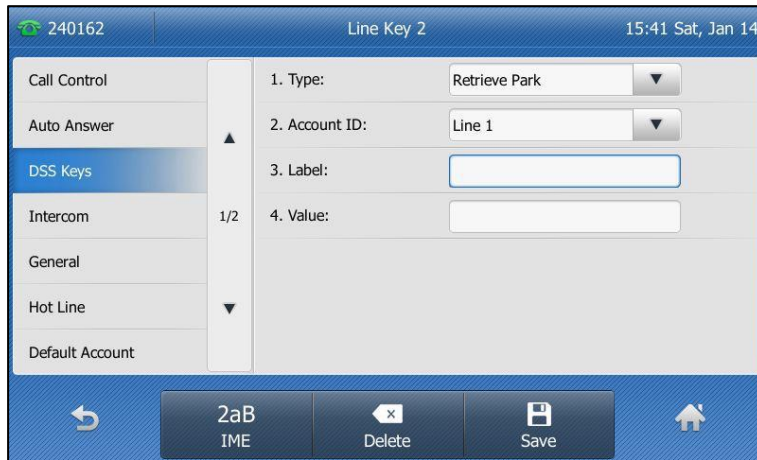 240162 Line Key 2 15:41 Sat, Jan 14
Call Control
Auto Answer
DSS Keys
Intercom
General
Hot Line
Default Account
1/2
1. Type: Retrieve Park
2. Account ID: Line 1
3. Label:
4. Value:
2aB
IME
Delete
Save